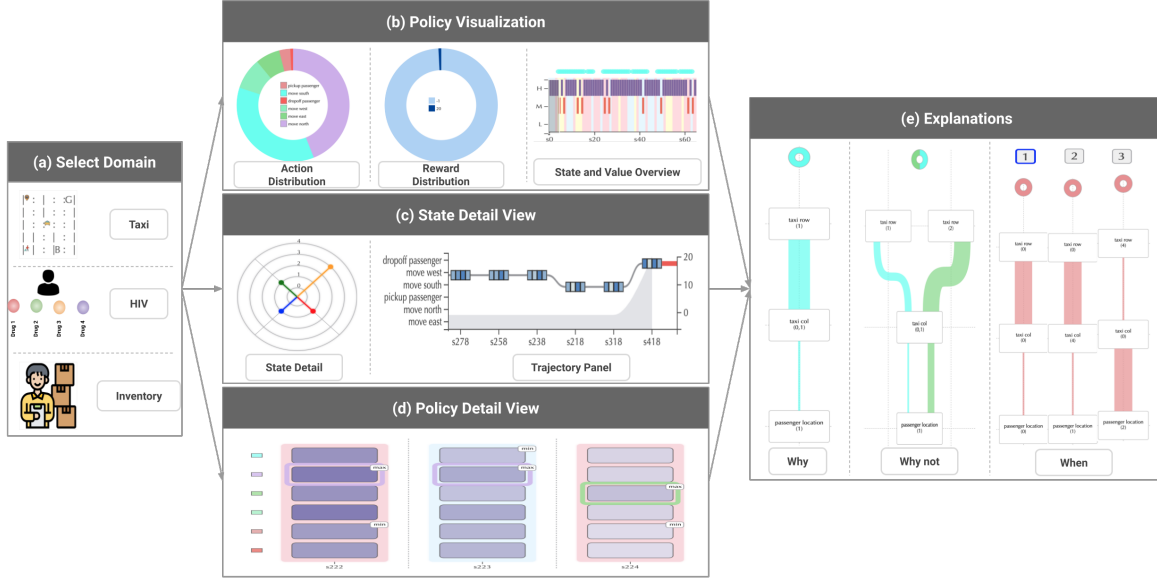 (a) Select Domain
|  :  |  : :G|
|  :  |  : :  |
|  :  :  :  :  |
|  |  :  |  :  |
|  |B :  |
Taxi
HIV
Drug 1
Drug 2
Drug 3
Drug 4
Inventory
(b) Policy Visualization
pickup passenger
move south
dropoff passenger
move west
move east
move north
Action
Distribution
-1
20
Reward
Distribution
H
M
L
s0
s20
s40
s60
State and Value Overview
(c) State Detail View
4
3
2
1
0
State Detail
dropoff passenger
move west
move south
pickup passenger
move north
move east
20
10
0
s278
s258
s238
s218
s318
s418
Trajectory Panel
(d) Policy Detail View
max
min
s222
min
max
s223
max
min
s224
(e) Explanations
taxi row
(1)
taxi col
(0,1)
passenger location
(1)
Why
taxi row
(1)
taxi row
(2)
taxi col
(0,1)
passenger location
(1)
Why not
1
2
3
taxi row
(0)
taxi row
(0)
taxi row
(4)
taxi col
(0)
taxi col
(4)
taxi col
(0)
passenger location
(0)
passenger location
(1)
passenger location
(2)
When